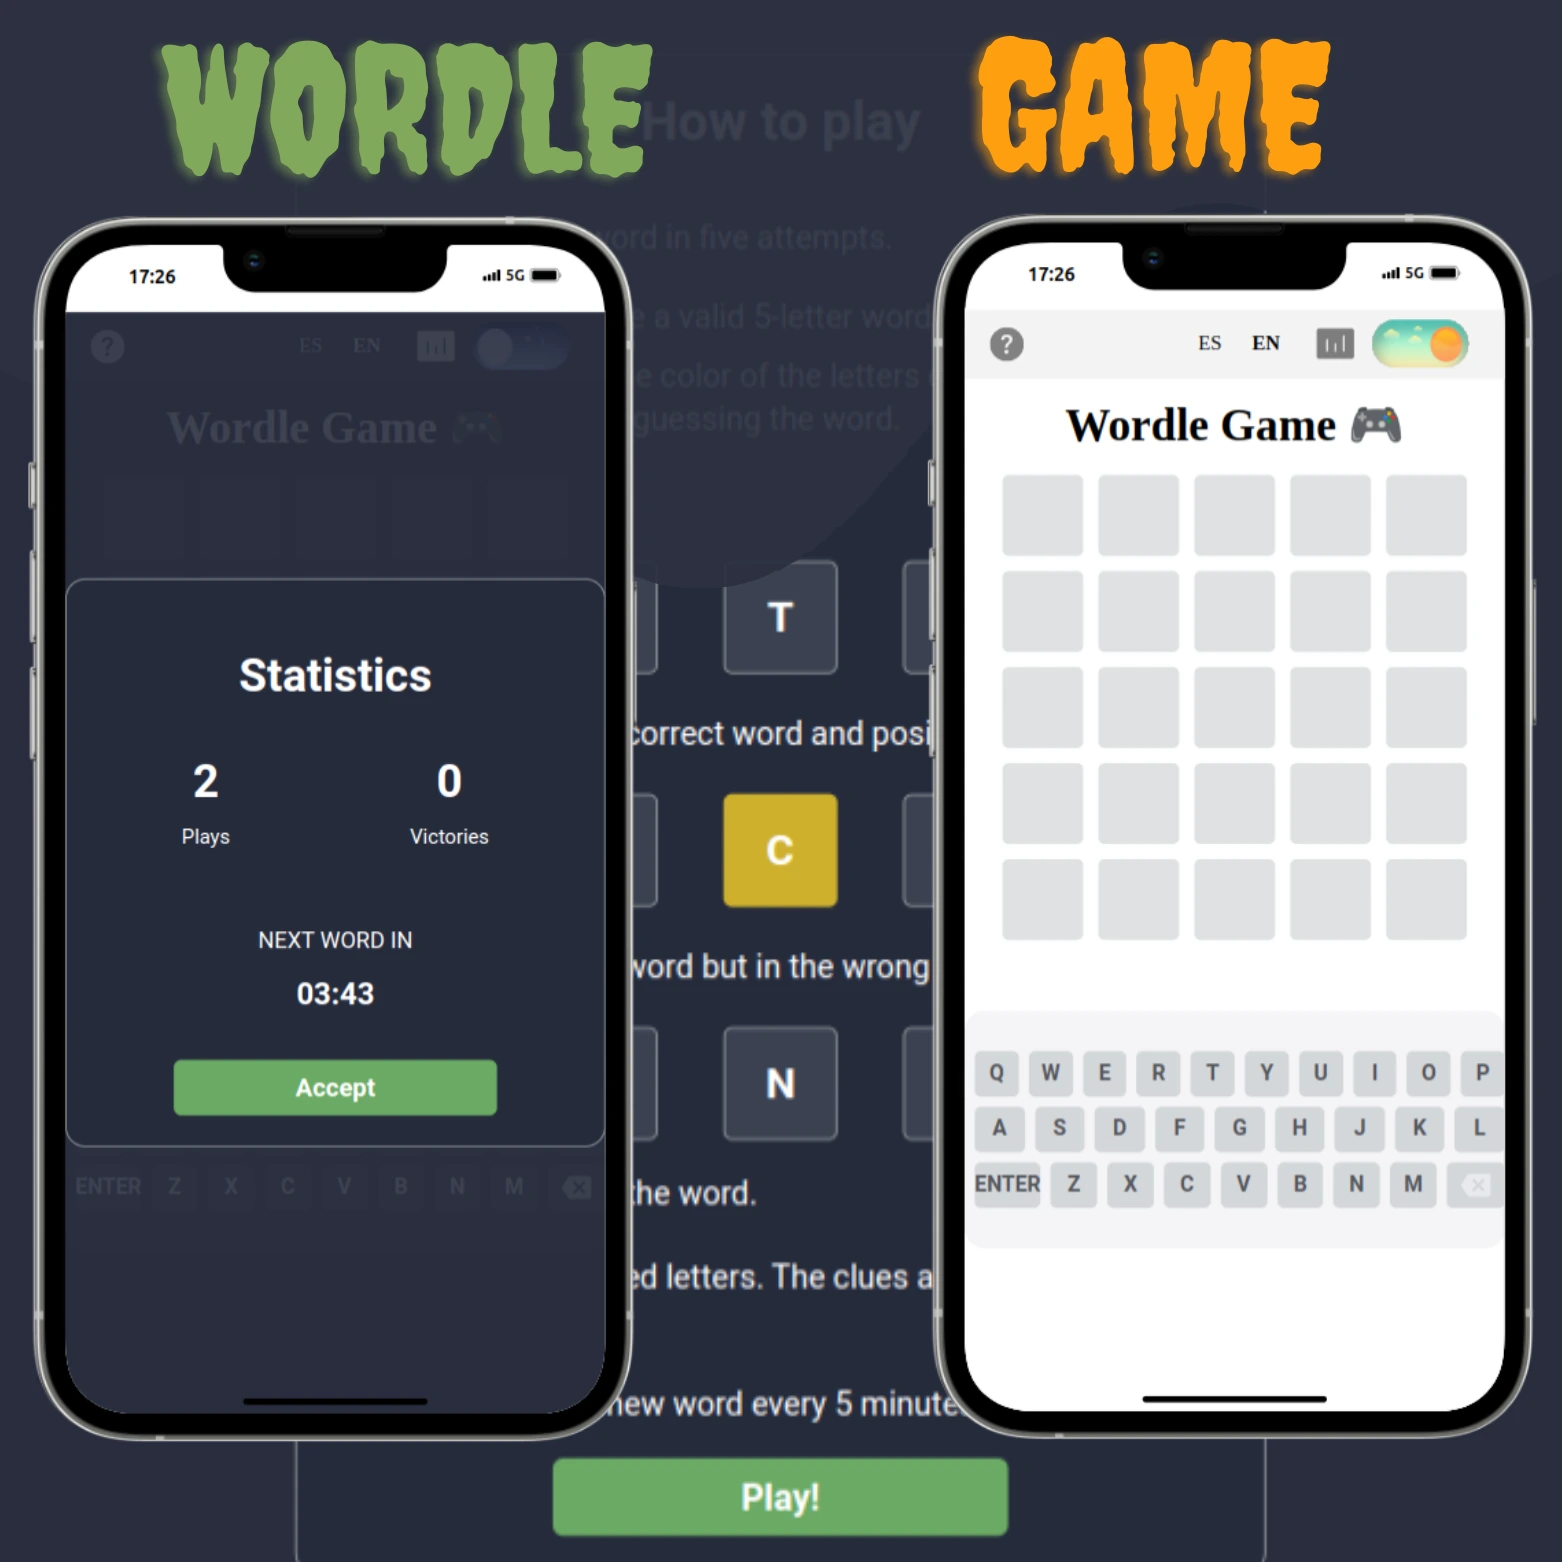 WORDLE GAME
How to play
word in five attempts.
a valid 5-letter word
color of the letters
guessing the word.
T
correct word and
C
word but in the wrong
N
the word.
letters. The clues
new word every 5
Play!
17:26
5G
?
ES EN
Wordle Game 🎮
Statistics
2 0
Plays Victories
NEXT WORD IN
03:43
Accept
ENTER Z X C V B N M
17:26
5G
?
ES EN
Wordle Game 🎮
Q W E R T Y U I O P
A S D F G H J K L
ENTER Z X C V B N M